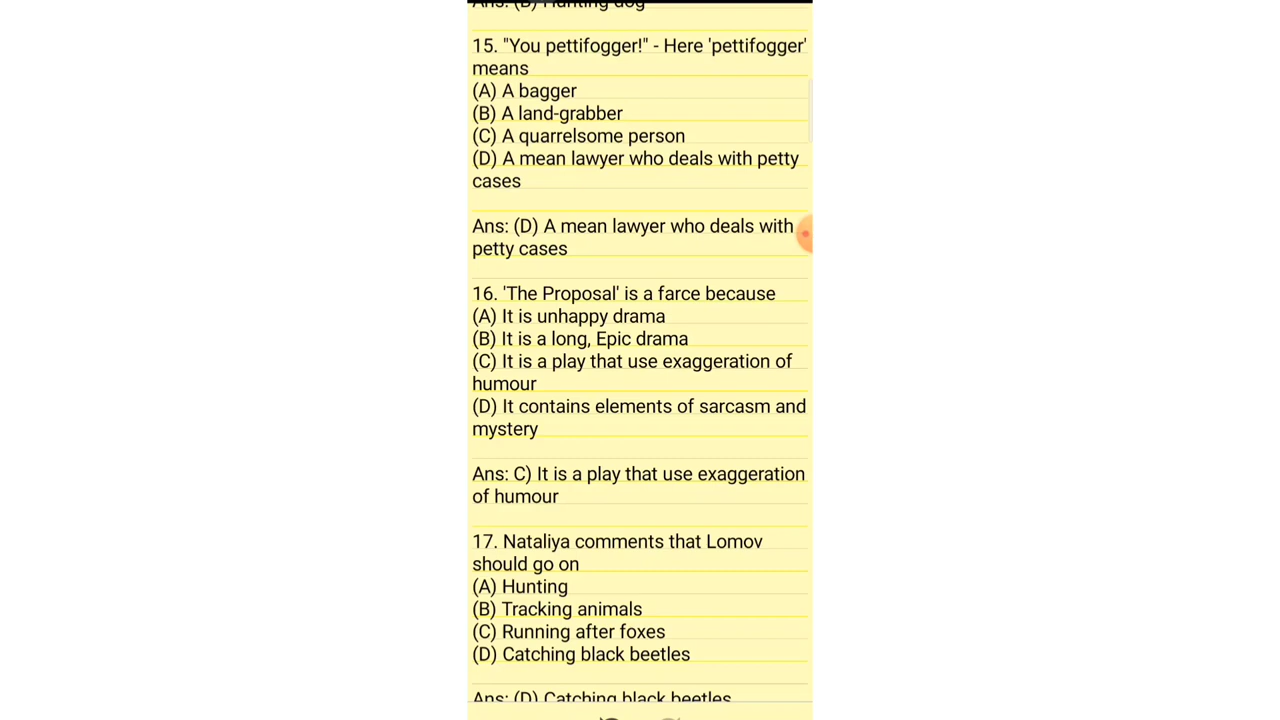 Ans: (B) Hunting dog
15. "You pettifogger!" - Here 'pettifogger'
means
(A) A bagger
(B) A land-grabber
(C) A quarrelsome person
(D) A mean lawyer who deals with petty
cases
Ans: (D) A mean lawyer who deals with
petty cases
16. 'The Proposal' is a farce because
(A) It is unhappy drama
(B) It is a long, Epic drama
(C) It is a play that use exaggeration of
humour
(D) It contains elements of sarcasm and
mystery
Ans: C) It is a play that use exaggeration
of humour
17. Nataliya comments that Lomov
should go on
(A) Hunting
(B) Tracking animals
(C) Running after foxes
(D) Catching black beetles
Ans: (D) Catching black beetles